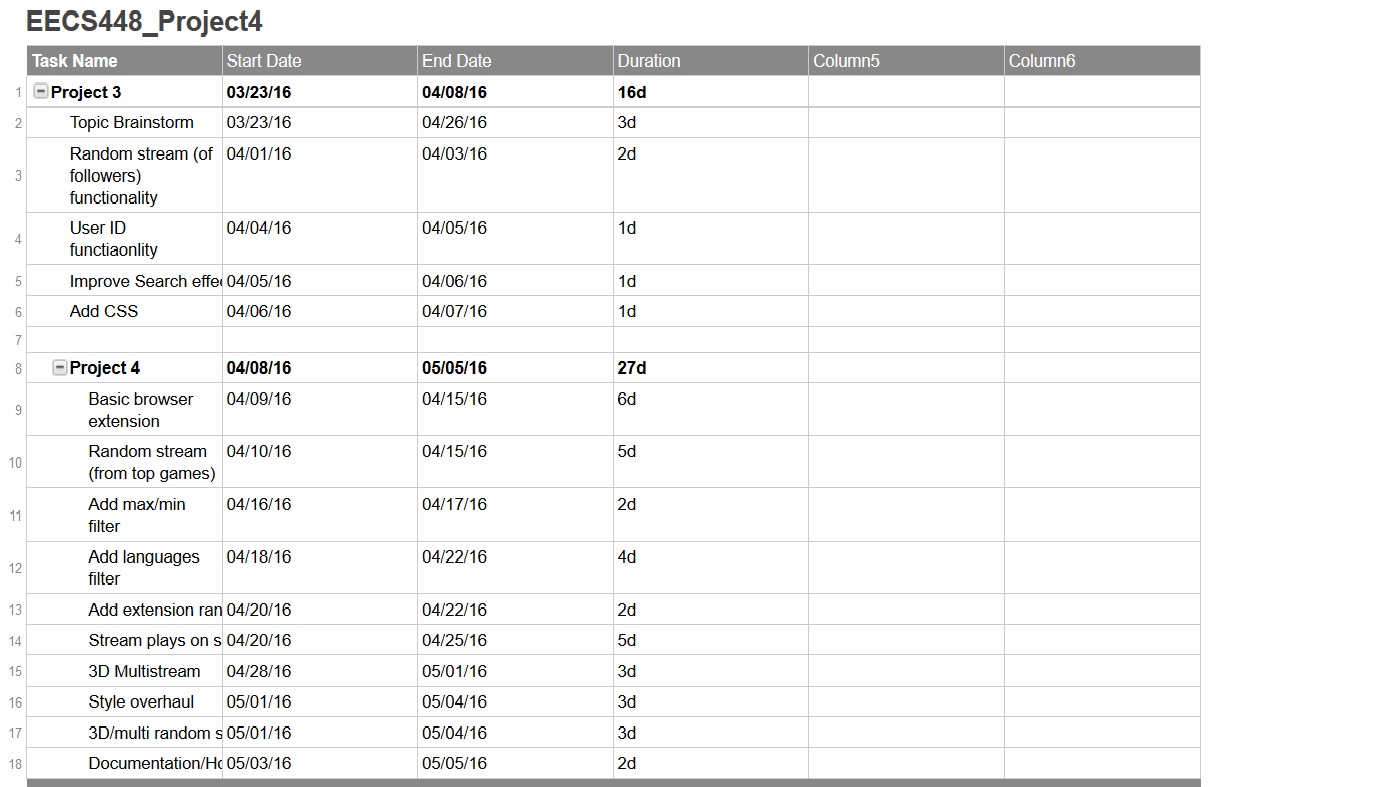 EECS448_Project4
Task Name Start Date End Date Duration Column5 Column6
1 Project 3 03/23/16 04/08/16 16d
2 Topic Brainstorm 03/23/16 04/26/16 3d
3 Random stream (of 04/01/16 04/03/16 2d
followers)
functionality
4 User ID 04/04/16 04/05/16 1d
functiaonlity
5 Improve Search effe 04/05/16 04/06/16 1d
6 Add CSS 04/06/16 04/07/16 1d
7
8 Project 4 04/08/16 05/05/16 27d
9 Basic browser 04/09/16 04/15/16 6d
extension
10 Random stream 04/10/16 04/15/16 5d
(from top games)
11 Add max/min 04/16/16 04/17/16 2d
filter
12 Add languages 04/18/16 04/22/16 4d
filter
13 Add extension ran 04/20/16 04/22/16 2d
14 Stream plays on s 04/20/16 04/25/16 5d
15 3D Multistream 04/28/16 05/01/16 3d
16 Style overhaul 05/01/16 05/04/16 3d
17 3D/multi random s 05/01/16 05/04/16 3d
18 Documentation/Ho 05/03/16 05/05/16 2d